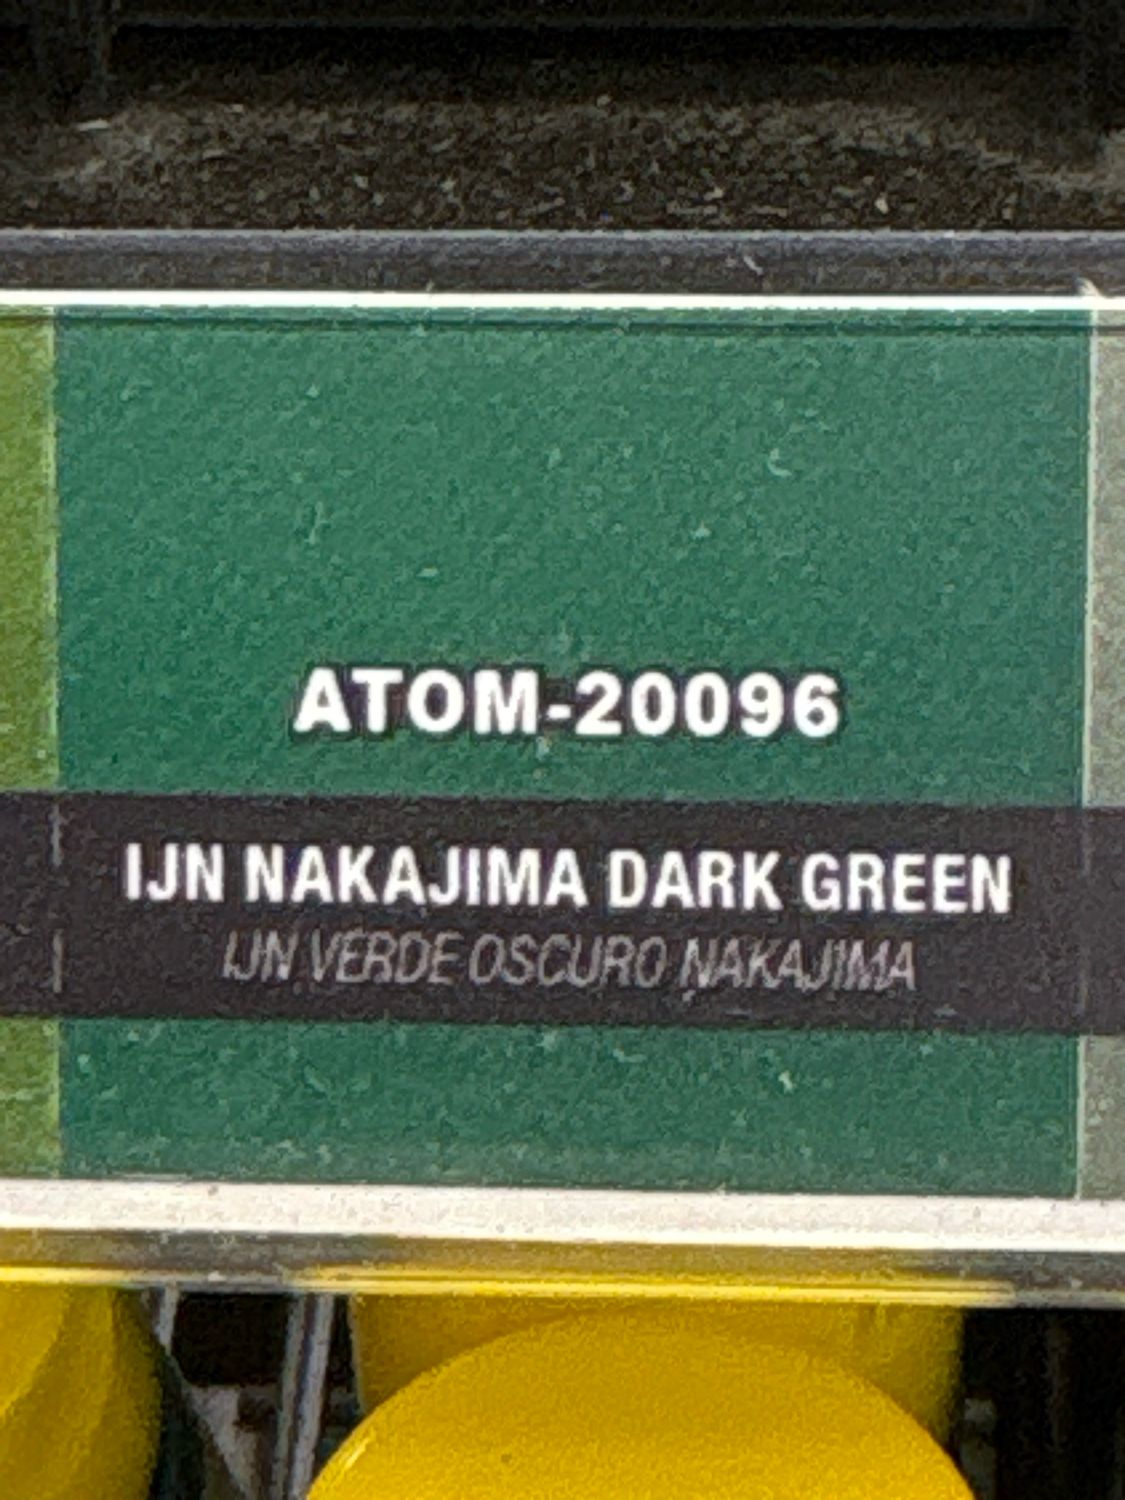 ATOM-20096
IJN NAKAJIMA DARK GREEN
IJN VERDE OSCURO NAKAJIMA